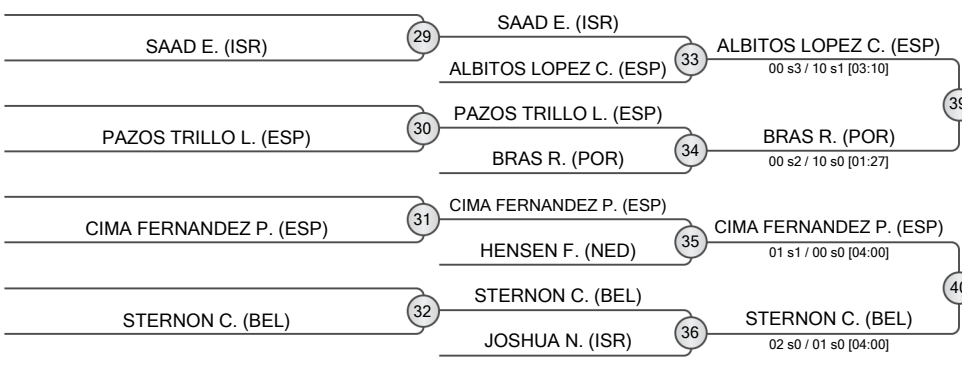 SAAD E. (ISR)
29
SAAD E. (ISR)
ALBITOS LOPEZ C. (ESP)
33
ALBITOS LOPEZ C. (ESP)
00 s3 / 10 s1 [03:10]
39
PAZOS TRILLO L. (ESP)
30
PAZOS TRILLO L. (ESP)
BRAS R. (POR)
34
BRAS R. (POR)
00 s2 / 10 s0 [01:27]
CIMA FERNANDEZ P. (ESP)
31
CIMA FERNANDEZ P. (ESP)
HENSEN F. (NED)
35
CIMA FERNANDEZ P. (ESP)
01 s1 / 00 s0 [04:00]
40
STERNON C. (BEL)
32
STERNON C. (BEL)
JOSHUA N. (ISR)
36
STERNON C. (BEL)
02 s0 / 01 s0 [04:00]